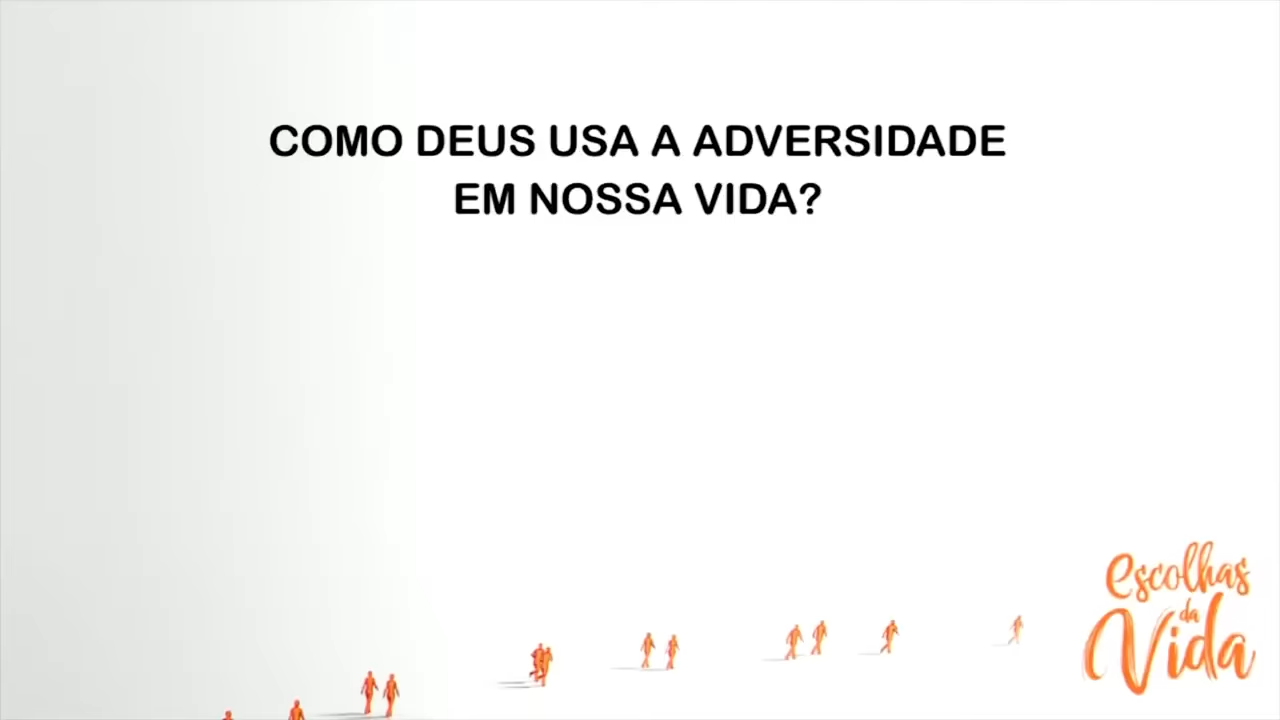 COMO DEUS USA A ADVERSIDADE
EM NOSSA VIDA?
escolhas
da
Vida